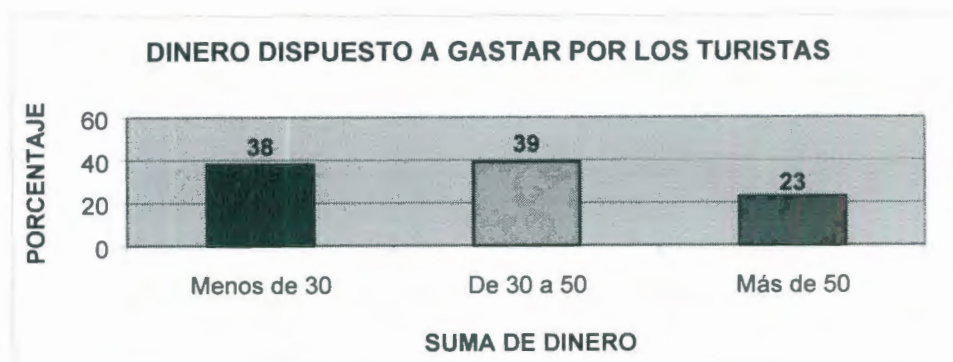 DINERO DISPUESTO A GASTAR POR LOS TURISTAS
PORCENTAJE
60
40
20
0
38
39
23
Menos de 30
De 30 a 50
Más de 50
SUMA DE DINERO